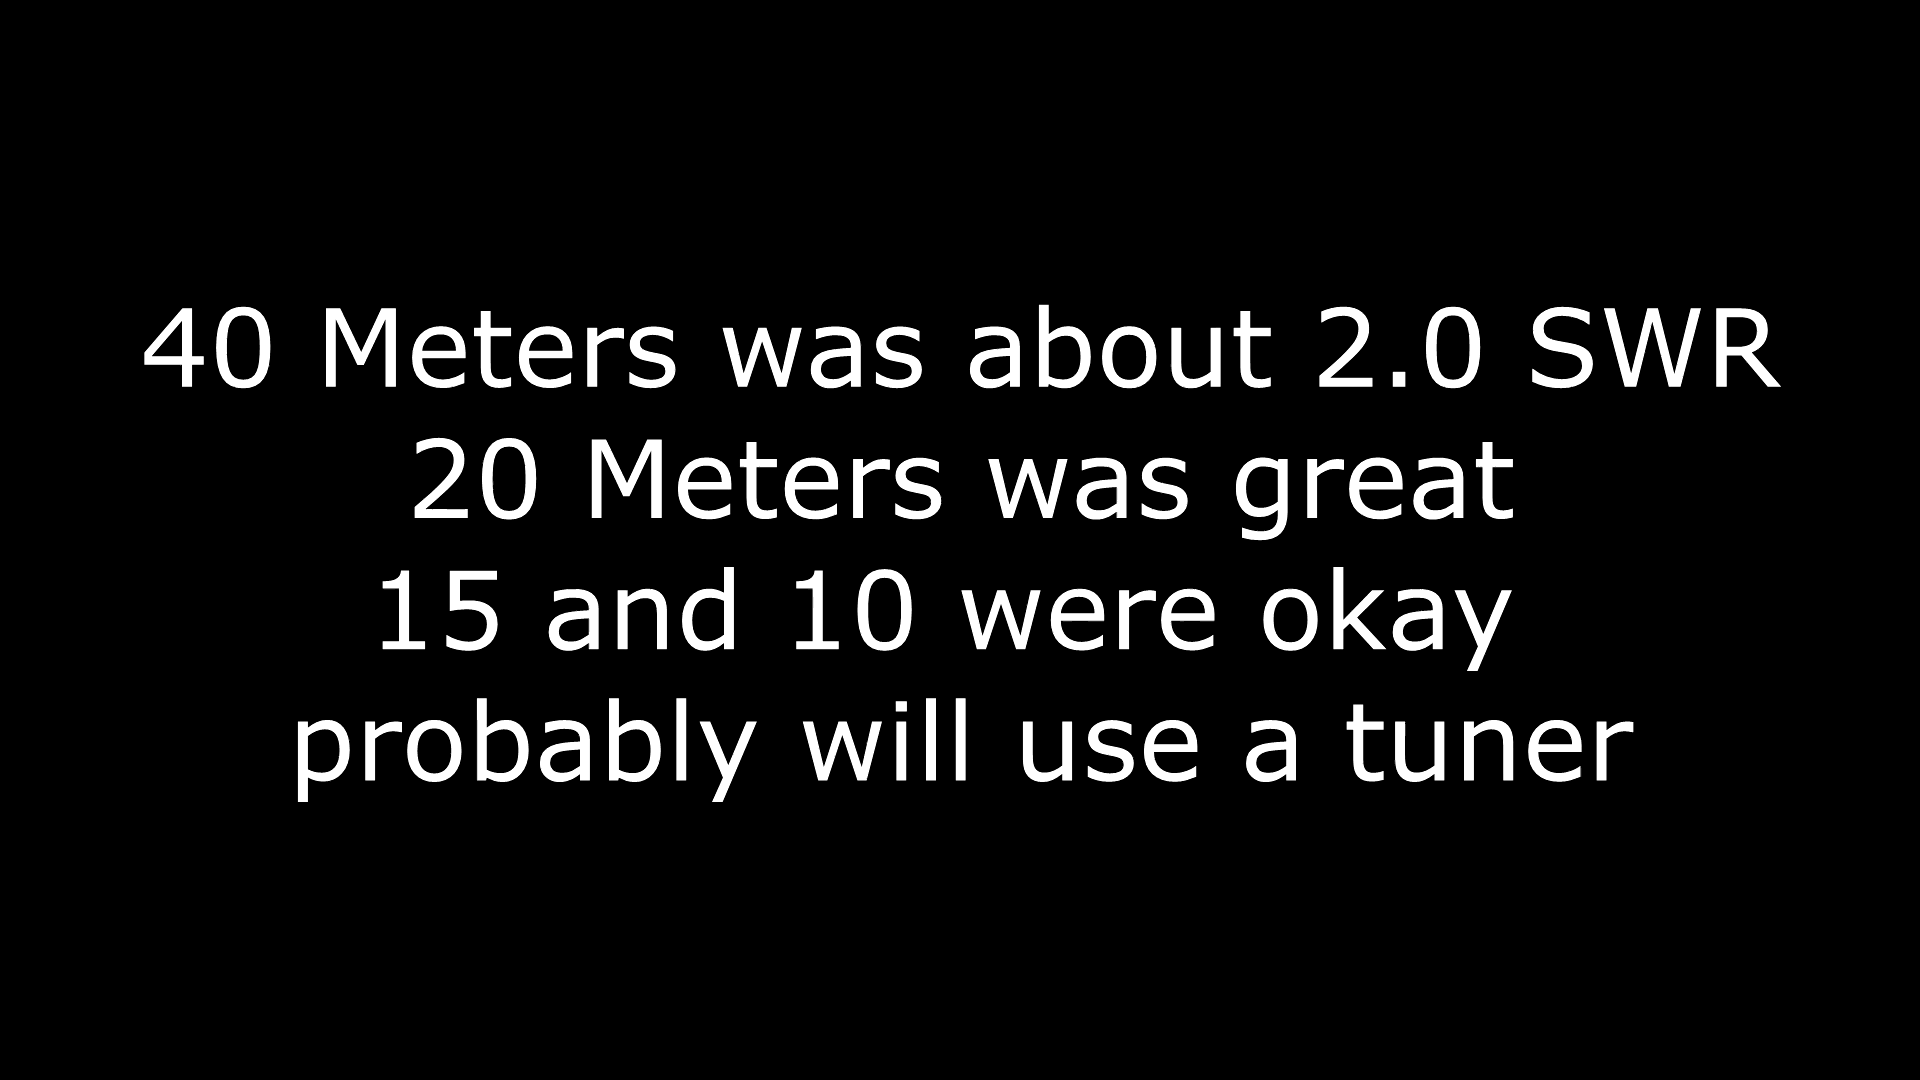 40 Meters was about 2.0 SWR
20 Meters was great
15 and 10 were okay
probably will use a tuner